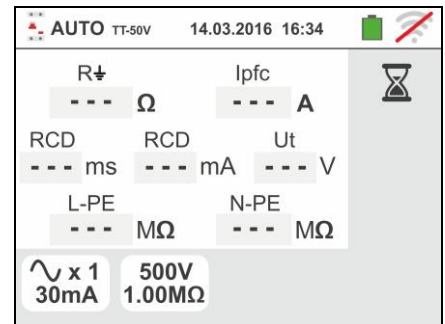 AUTO TT-50V 14.03.2016 16:34
R Ipfc
--- Ω --- A
RCD RCD Ut
--- ms --- mA --- V
L-PE N-PE
--- MΩ --- MΩ
x 1 500V
30mA 1.00MΩ